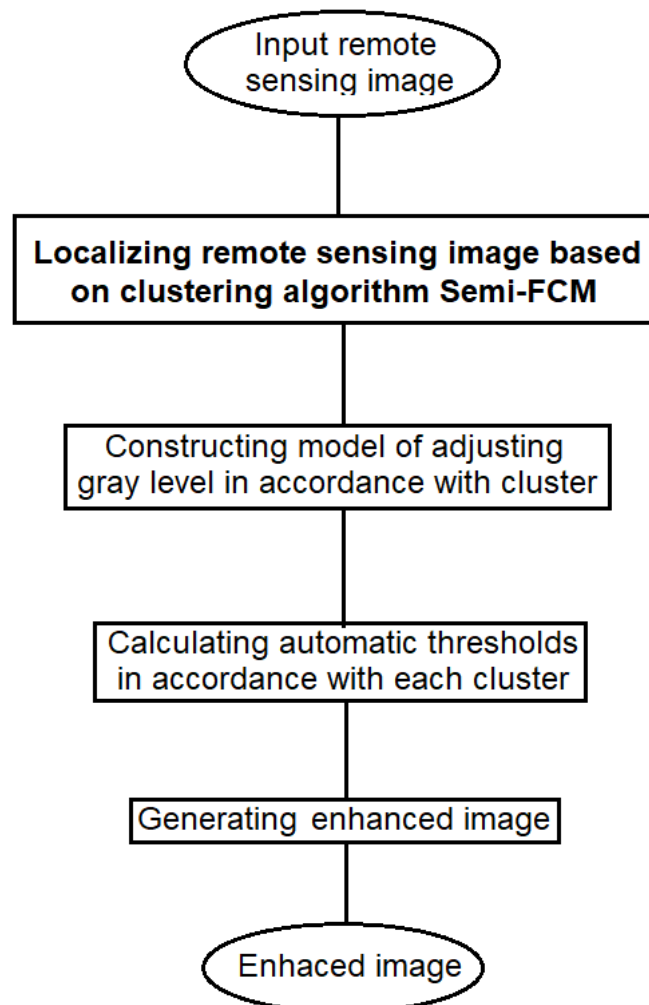 Input remote
sensing image
Localizing remote sensing image based
on clustering algorithm Semi-FCM
Constructing model of adjusting
gray level in accordance with cluster
Calculating automatic thresholds
in accordance with each cluster
Generating enhanced image
Enhaced image